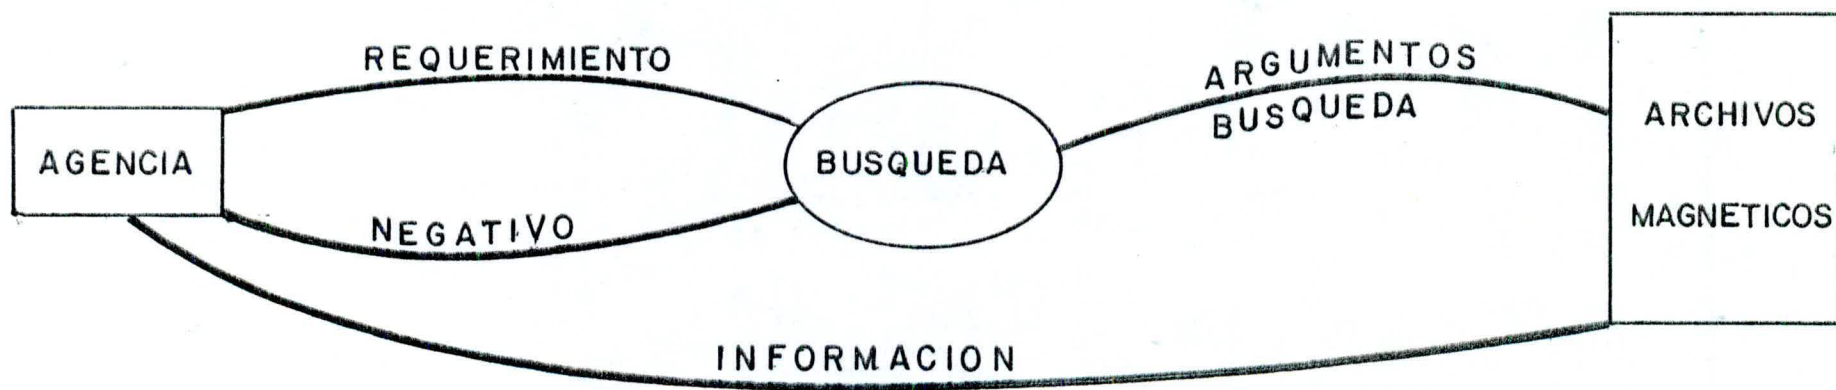 REQUERIMIENTO
ARGUMENTOS
BUSQUEDA
AGENCIA
BUSQUEDA
ARCHIVOS
MAGNETICOS
NEGATIVO
INFORMACION